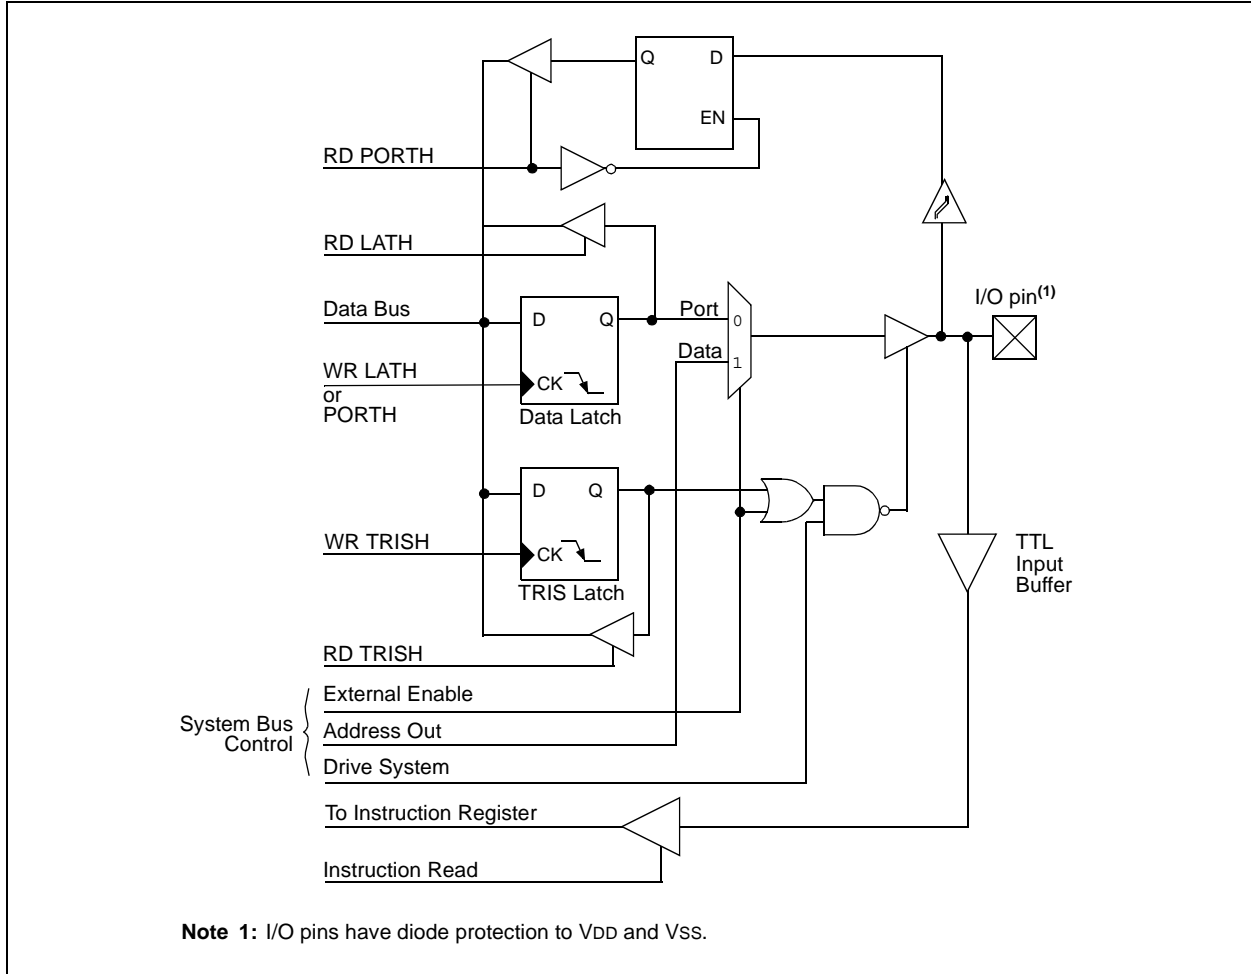 Q
D
EN
RD PORTH
RD LATH
Data Bus
D
Q
Port
0
I/O pin(1)
Data
1
WR LATH
or
PORTH
CK
Data Latch
D
Q
WR TRISH
CK
TRIS Latch
TTL
Input
Buffer
RD TRISH
External Enable
System Bus
Control
Address Out
Drive System
To Instruction Register
Instruction Read
Note 1: I/O pins have diode protection to VDD and VSS.